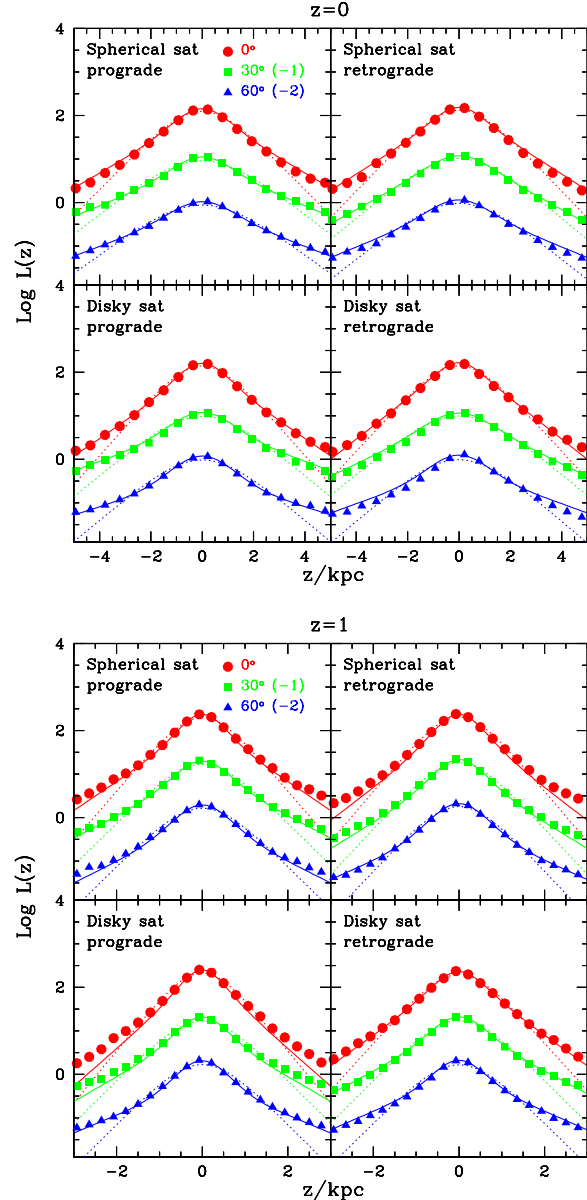 z=0
Spherical sat
prograde
0°
30° (−1)
60° (−2)
Spherical sat
retrograde
4
2
0
Disky sat
prograde
Disky sat
retrograde
4
2
0
Log L(z)
−4 −2 0 2 4 −4 −2 0 2 4
z/kpc
z=1
Spherical sat
prograde
0°
30° (−1)
60° (−2)
Spherical sat
retrograde
4
2
0
Disky sat
prograde
Disky sat
retrograde
4
2
0
Log L(z)
−2 0 2 −2 0 2
z/kpc